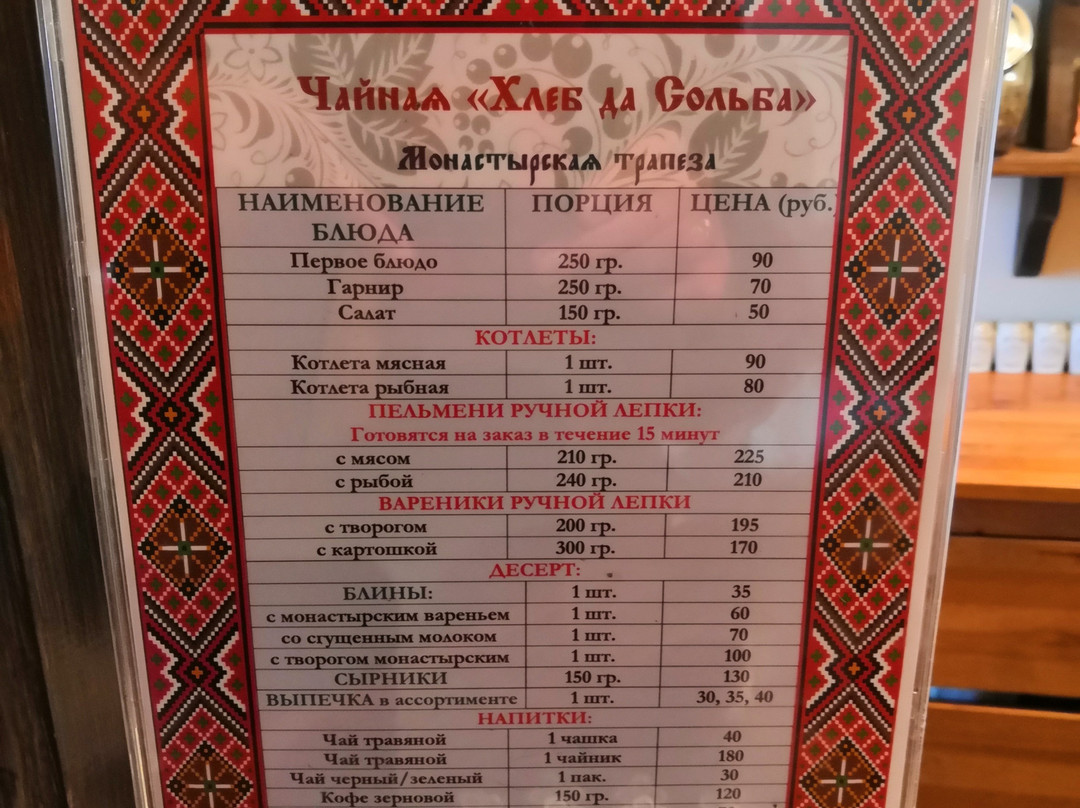 Чайная «Хлеб да Сольба»
Монастырская трапеза
НАИМЕНОВАНИЕ БЛЮДА ПОРЦИЯ ЦЕНА (руб.)
Первое блюдо 250 гр. 90
Гарнир 250 гр. 70
Салат 150 гр. 50
КОТЛЕТЫ:
Котлета мясная 1 шт. 90
Котлета рыбная 1 шт. 80
ПЕЛЬМЕНИ РУЧНОЙ ЛЕПКИ:
Готовятся на заказ в течение 15 минут
с мясом 210 гр. 225
с рыбой 240 гр. 210
ВАРЕНИКИ РУЧНОЙ ЛЕПКИ
с творогом 200 гр. 195
с картошкой 300 гр. 170
ДЕСЕРТ:
БЛИНЫ: 1 шт. 35
с монастырским вареньем 1 шт. 60
со сгущенным молоком 1 шт. 70
с творогом монастырским 1 шт. 100
СЫРНИКИ 150 гр. 130
ВЫПЕЧКА в ассортименте 1 шт. 30, 35, 40
НАПИТКИ:
Чай травяной 1 чашка 40
Чай травяной 1 чайник 180
Чай черный/зеленый 1 пак. 30
Кофе зерновой 150 гр. 120